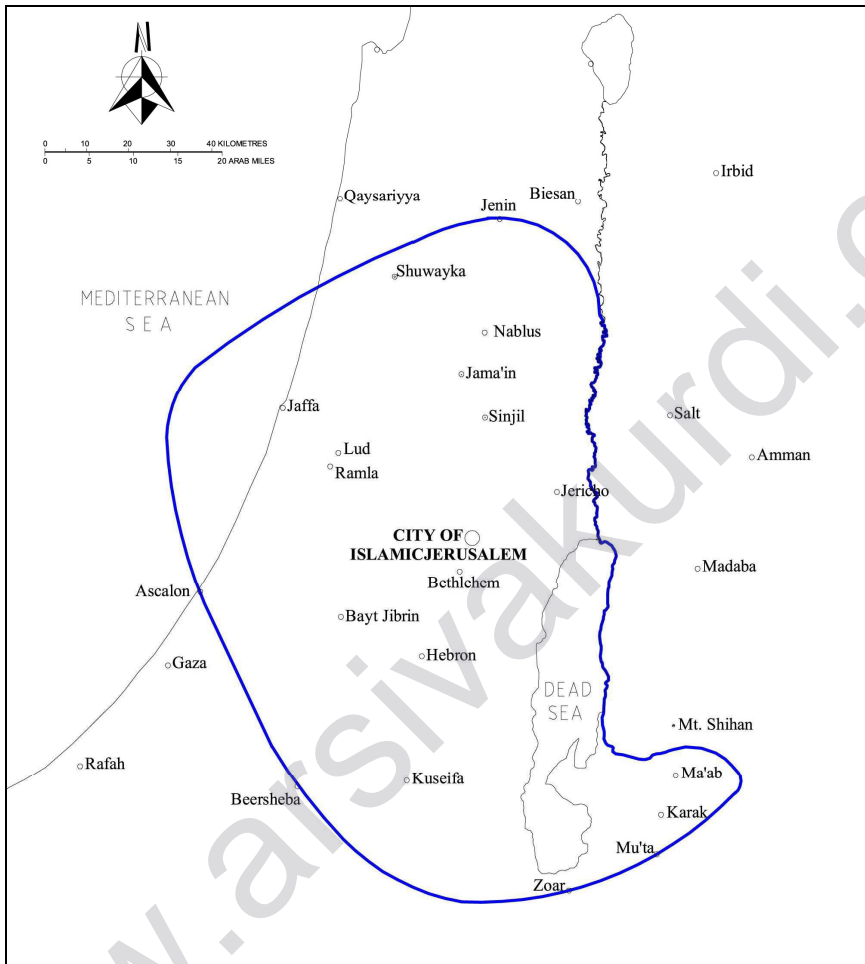 N
0 10 20 30 40 KILOMETRES
0 5 10 15 20 ARAB MILES
Irbid
Qaysariyya
Jenin
Biesan
Shuwayka
MEDITERRANEAN
SEA
Nablus
Jama'in
Jaffa
Sinjil
Salt
Lud
Ramla
Amman
Jericho
CITY OF
ISLAMICJERUSALEM
Bethlehem
Madaba
Ascalon
Bayt Jibrin
Hebron
Gaza
DEAD
SEA
Mt. Shihan
Rafah
Kuseifa
Ma'ab
Beersheba
Karak
Mu'ta
Zoar
w.arsivakurdi.o